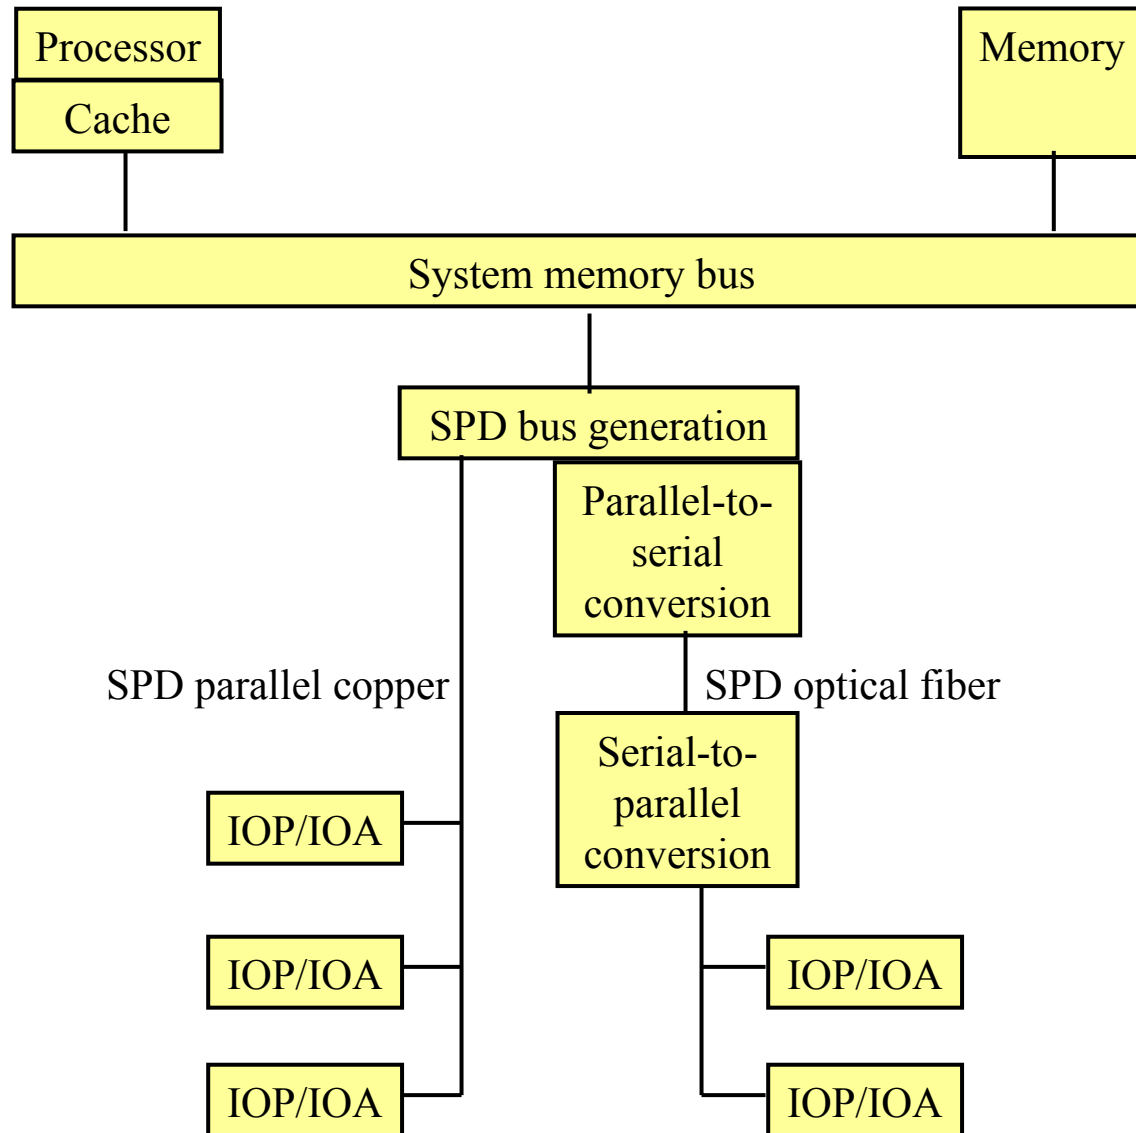 Processor
Memory
Cache
System memory bus
SPD bus generation
Parallel-to-
serial
conversion
SPD parallel copper
SPD optical fiber
Serial-to-
parallel
conversion
IOP/IOA
IOP/IOA
IOP/IOA
IOP/IOA
IOP/IOA